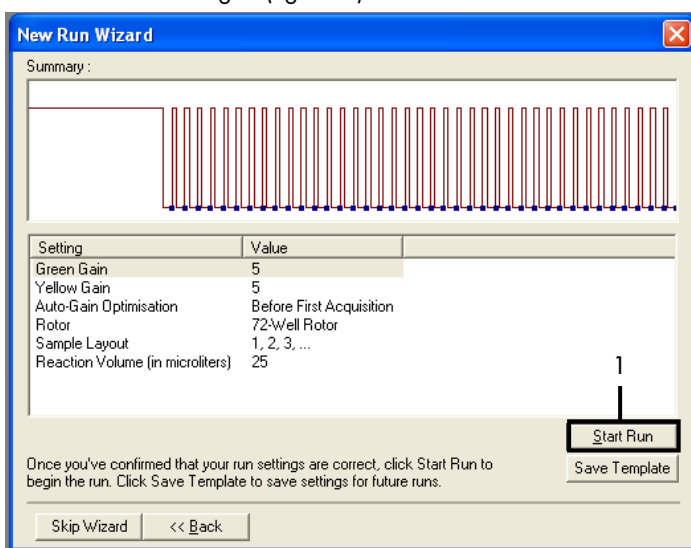 New Run Wizard
Summary :
Setting Value
Green Gain 5
Yellow Gain 5
Auto-Gain Optimisation Before First Acquisition
Rotor 72-Well Rotor
Sample Layout 1, 2, 3, ...
Reaction Volume (in microliters) 25
1
Start Run
Once you've confirmed that your run settings are correct, click Start Run to
begin the run. Click Save Template to save settings for future runs.
Save Template
Skip Wizard << Back